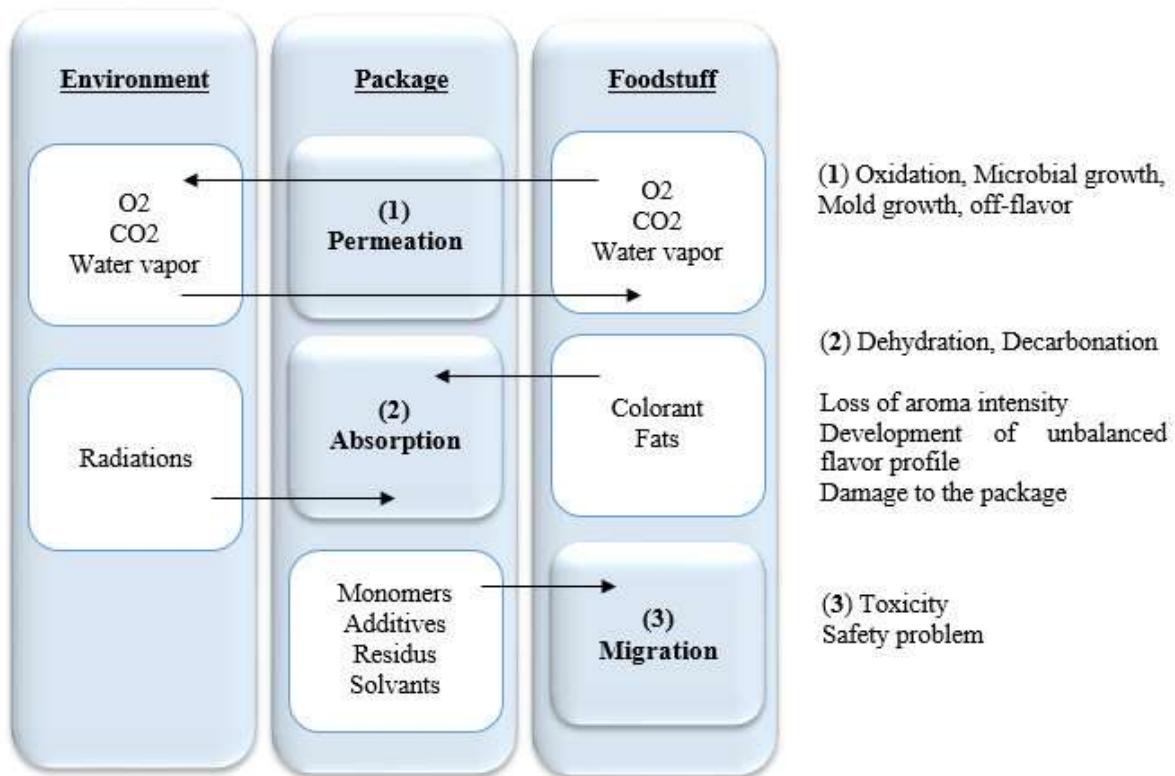 Environment
Package
Foodstuff
O2
CO2
Water vapor
(1)
Permeation
O2
CO2
Water vapor
(1) Oxidation, Microbial growth,
Mold growth, off-flavor
Radiations
(2)
Absorption
Colorant
Fats
(2) Dehydration, Decarbonation
Loss of aroma intensity
Development of unbalanced
flavor profile
Damage to the package
Monomers
Additives
Residus
Solvants
(3)
Migration
(3) Toxicity
Safety problem